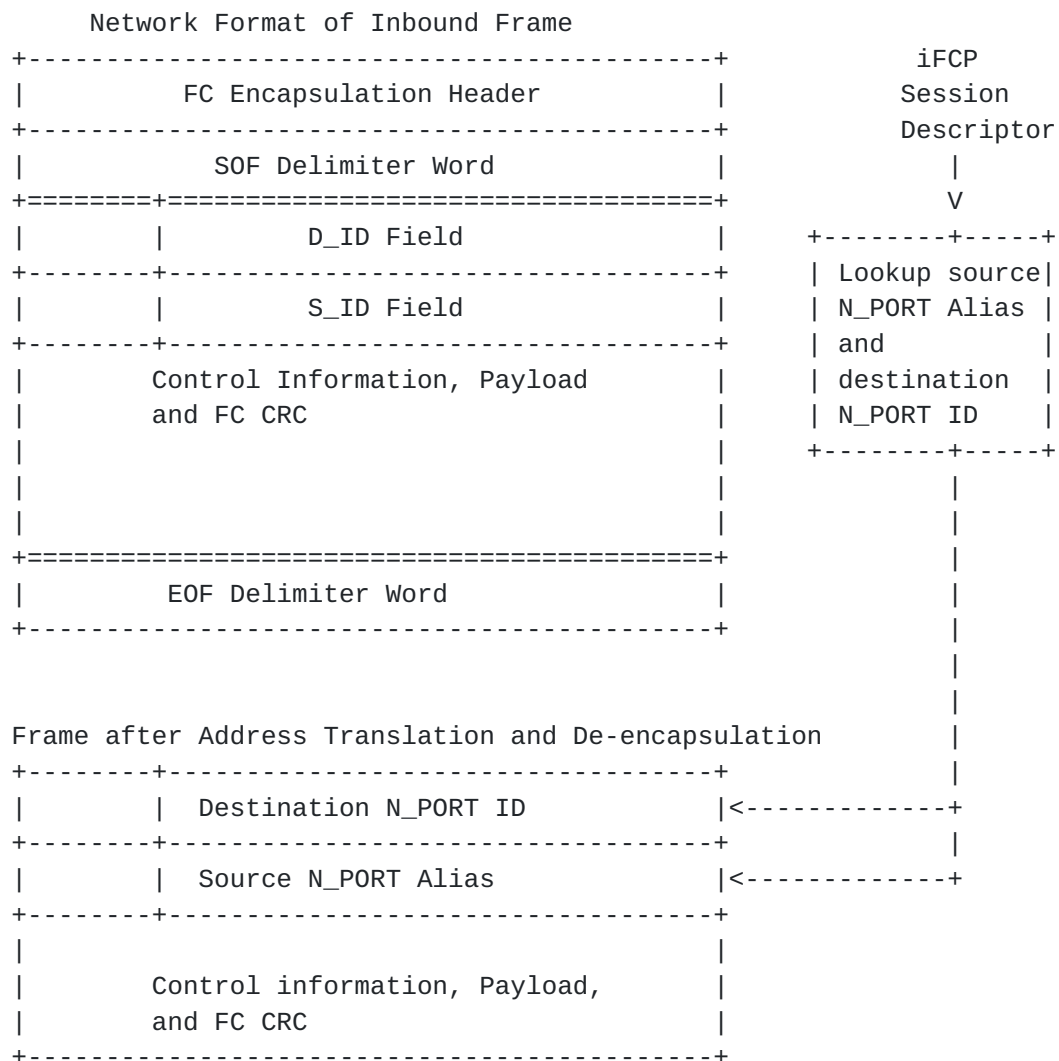 Network Format of Inbound Frame
+--------------------------------------------+            iFCP
|          FC Encapsulation Header           |           Session
+--------------------------------------------+           Descriptor
|            SOF Delimiter Word              |              |
+========+===================================+              V
|        |         D_ID Field                |     +--------+-----+
+--------+-----------------------------------+     | Lookup source|
|        |         S_ID Field                |     | N_PORT Alias |
+--------+-----------------------------------+     | and          |
|        Control Information, Payload        |     | destination  |
|        and FC CRC                          |     | N_PORT ID    |
|                                            |     +--------+-----+
|                                            |              |
|                                            |              |
+============================================+              |
|         EOF Delimiter Word                 |              |
+--------------------------------------------+              |
                                                            |
                                                            |
Frame after Address Translation and De-encapsulation        |
+--------+-----------------------------------+              |
|        |  Destination N_PORT ID            |<-------------+
+--------+-----------------------------------+              |
|        |  Source N_PORT Alias              |<-------------+
+--------+-----------------------------------+
|                                            |
|        Control information, Payload,       |
|        and FC CRC                          |
+--------------------------------------------+